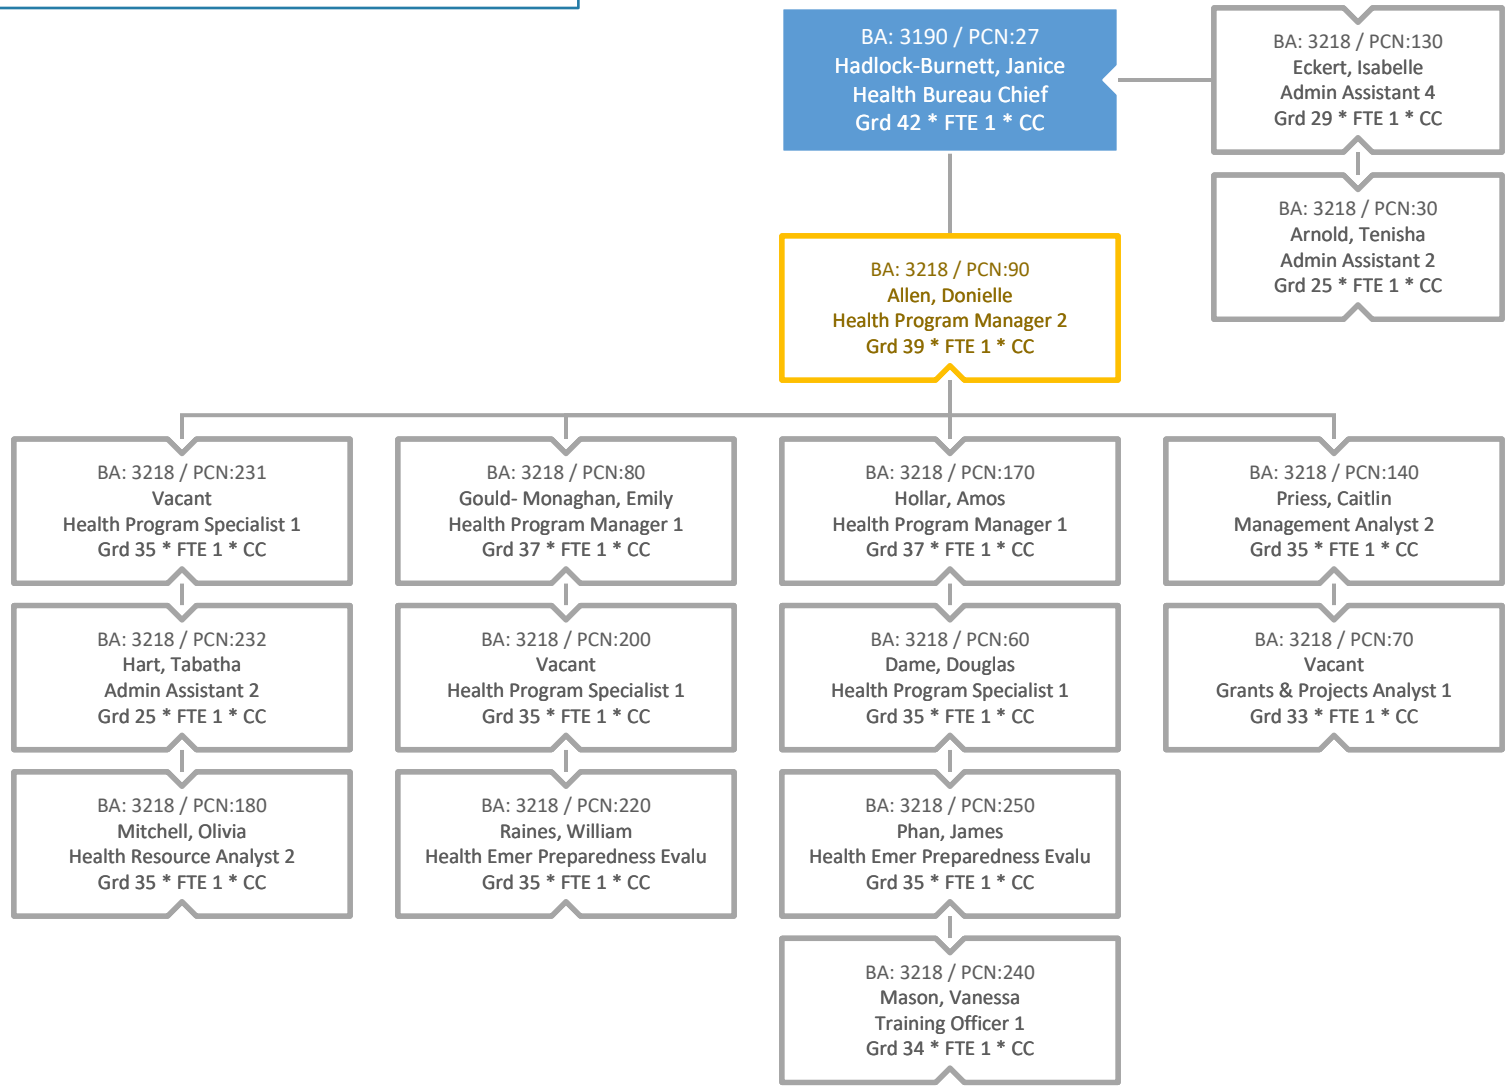 BA: 3190 / PCN:27
Hadlock-Burnett, Janice
Health Bureau Chief
Grd 42 * FTE 1 * CC
BA: 3218 / PCN:130
Eckert, Isabelle
Admin Assistant 4
Grd 29 * FTE 1 * CC
BA: 3218 / PCN:30
Arnold, Tenisha
Admin Assistant 2
Grd 25 * FTE 1 * CC
BA: 3218 / PCN:90
Allen, Donielle
Health Program Manager 2
Grd 39 * FTE 1 * CC
BA: 3218 / PCN:231
Vacant
Health Program Specialist 1
Grd 35 * FTE 1 * CC
BA: 3218 / PCN:232
Hart, Tabatha
Admin Assistant 2
Grd 25 * FTE 1 * CC
BA: 3218 / PCN:180
Mitchell, Olivia
Health Resource Analyst 2
Grd 35 * FTE 1 * CC
BA: 3218 / PCN:80
Gould- Monaghan, Emily
Health Program Manager 1
Grd 37 * FTE 1 * CC
BA: 3218 / PCN:200
Vacant
Health Program Specialist 1
Grd 35 * FTE 1 * CC
BA: 3218 / PCN:220
Raines, William
Health Emer Preparedness Evalu
Grd 35 * FTE 1 * CC
BA: 3218 / PCN:170
Hollar, Amos
Health Program Manager 1
Grd 37 * FTE 1 * CC
BA: 3218 / PCN:60
Dame, Douglas
Health Program Specialist 1
Grd 35 * FTE 1 * CC
BA: 3218 / PCN:250
Phan, James
Health Emer Preparedness Evalu
Grd 35 * FTE 1 * CC
BA: 3218 / PCN:240
Mason, Vanessa
Training Officer 1
Grd 34 * FTE 1 * CC
BA: 3218 / PCN:140
Priess, Caitlin
Management Analyst 2
Grd 35 * FTE 1 * CC
BA: 3218 / PCN:70
Vacant
Grants & Projects Analyst 1
Grd 33 * FTE 1 * CC